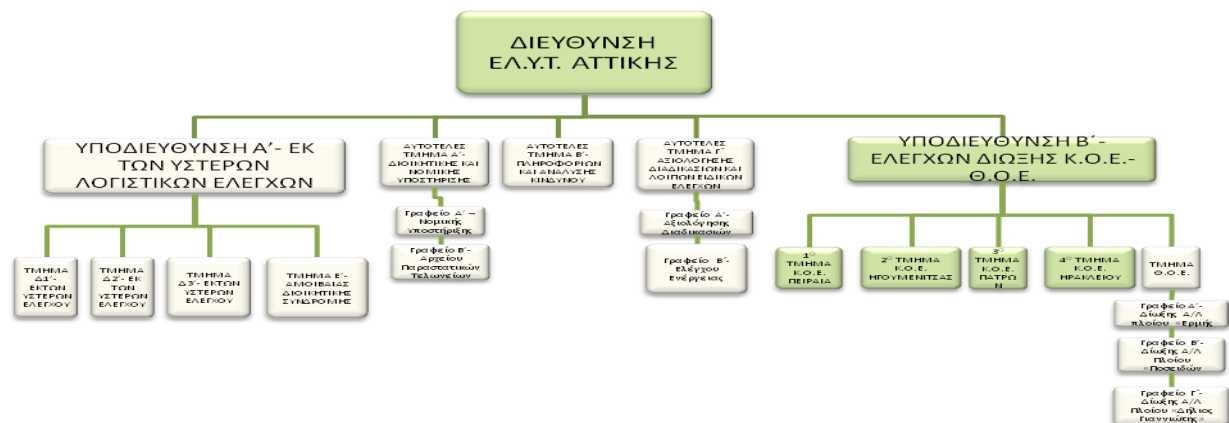 ΔΙΕΥΘΥΝΣΗ
ΕΛ.Υ.Τ. ΑΤΤΙΚΗΣ
ΥΠΟΔΙΕΥΘΥΝΣΗ Α΄- ΕΚ
ΤΩΝ ΥΣΤΕΡΩΝ
ΛΟΓΙΣΤΙΚΩΝ ΕΛΕΓΧΩΝ
ΑΥΤΟΤΕΛΕΣ
ΤΜΗΜΑ Α΄-
ΔΙΟΙΚΗΤΙΚΗΣ ΚΑΙ
ΝΟΜΙΚΗΣ
ΥΠΟΣΤΗΡΙΣΗΣ
ΑΥΤΟΤΕΛΕΣ
ΤΜΗΜΑ Β΄-
ΠΛΗΡΟΦΟΡΙΩΝ
ΚΑΙ ΑΝΑΛΥΣΗΣ
ΚΙΝΔΥΝΟΥ
ΑΥΤΟΤΕΛΕΣ
ΤΜΗΜΑ Γ΄-
ΑΞΙΟΛΟΓΗΣΗΣ
ΔΙΑΔΙΚΑΣΙΩΝ ΚΑΙ
ΛΟΙΠΩΝ ΕΙΔΙΚΩΝ
ΕΛΕΓΧΩΝ
ΥΠΟΔΙΕΥΘΥΝΣΗ Β΄-
ΕΛΕΓΧΩΝ ΔΙΩΞΗΣ Κ.Ο.Ε.-
Θ.Ο.Ε.
Γραφείο Α΄ –
Νομικής
Υποστήριξης
Γραφείο Β΄-
Αρχείου
Παραστατικών
Τελωνείων
Γραφείο Α΄-
Αξιολόγησης
Διαδικασιών
Γραφείο Β΄-
Ελέγχου
Ενέργειας
ΤΜΗΜΑ
Δ1΄-
ΕΚΤΩΝ
ΥΣΤΕΡΩΝ
ΕΛΕΓΧΟΥ
ΤΜΗΜΑ
Δ2΄- ΕΚ
ΤΩΝ
ΥΣΤΕΡΩΝ
ΕΛΕΓΧΟΥ
ΤΜΗΜΑ
Δ3΄- ΕΚΤΩΝ
ΥΣΤΕΡΩΝ
ΕΛΕΓΧΟΥ
ΤΜΗΜΑ Ε΄-
ΑΜΟΙΒΑΙΑΣ
ΔΙΟΙΚΗΤΙΚΗΣ
ΣΥΝΔΡΟΜΗΣ
1Ο
ΤΜΗΜΑ
Κ.Ο.Ε.
ΠΕΙΡΑΙΑ
2Ο ΤΜΗΜΑ
Κ.Ο.Ε.
ΗΓΟΥΜΕΝΙΤΣΑΣ
3Ο
ΤΜΗΜΑ
Κ.Ο.Ε.
ΠΑΤΡΩ
Ν
4Ο ΤΜΗΜΑ
Κ.Ο.Ε.
ΗΡΑΚΛΕΙΟΥ
ΤΜΗΜΑ
Θ.Ο.Ε.
Γραφείο Α΄-
Δίωξης Α/Λ
πλοίου «Ερμής
Γραφείο Β΄-
Δίωξης Α/Λ
Πλοίου
«Ποσειδών
Γραφείο Γ΄-
Δίωξης Α/Λ
Πλοίου «Δήλιος
Γιαννιώτης»